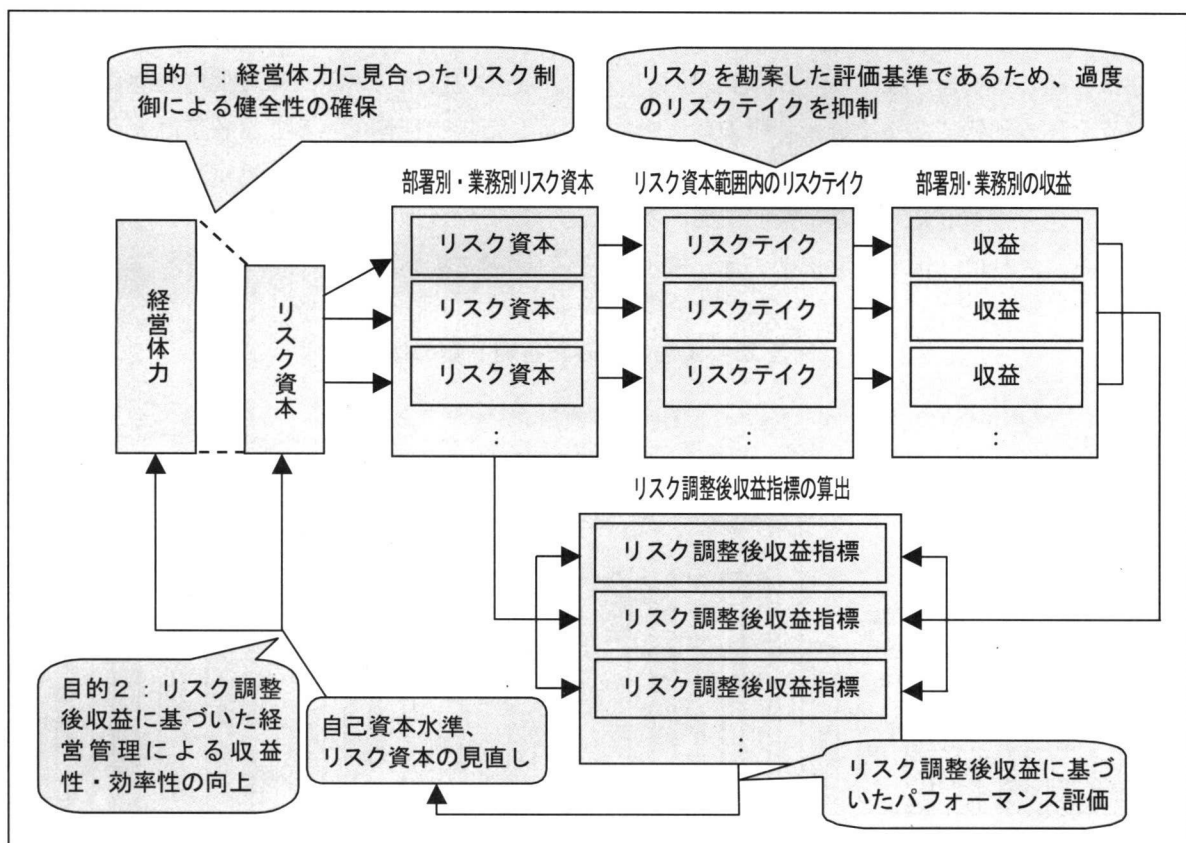 目的1：経営体力に見合ったリスク制
御による健全性の確保
リスクを勘案した評価基準であるため、過度
のリスクテイクを抑制
部署別・業務別リスク資本
リスク資本範囲内のリスクテイク
部署別・業務別の収益
経営体力
リスク資本
リスク資本
リスクテイク
収益
リスク資本
リスクテイク
収益
リスク資本
リスクテイク
収益
：
：
：
リスク調整後収益指標の算出
リスク調整後収益指標
リスク調整後収益指標
リスク調整後収益指標
：
目的2：リスク調整
後収益に基づいた経
営管理による収益
性・効率性の向上
自己資本水準、
リスク資本の見直し
リスク調整後収益に基づ
いたパフォーマンス評価